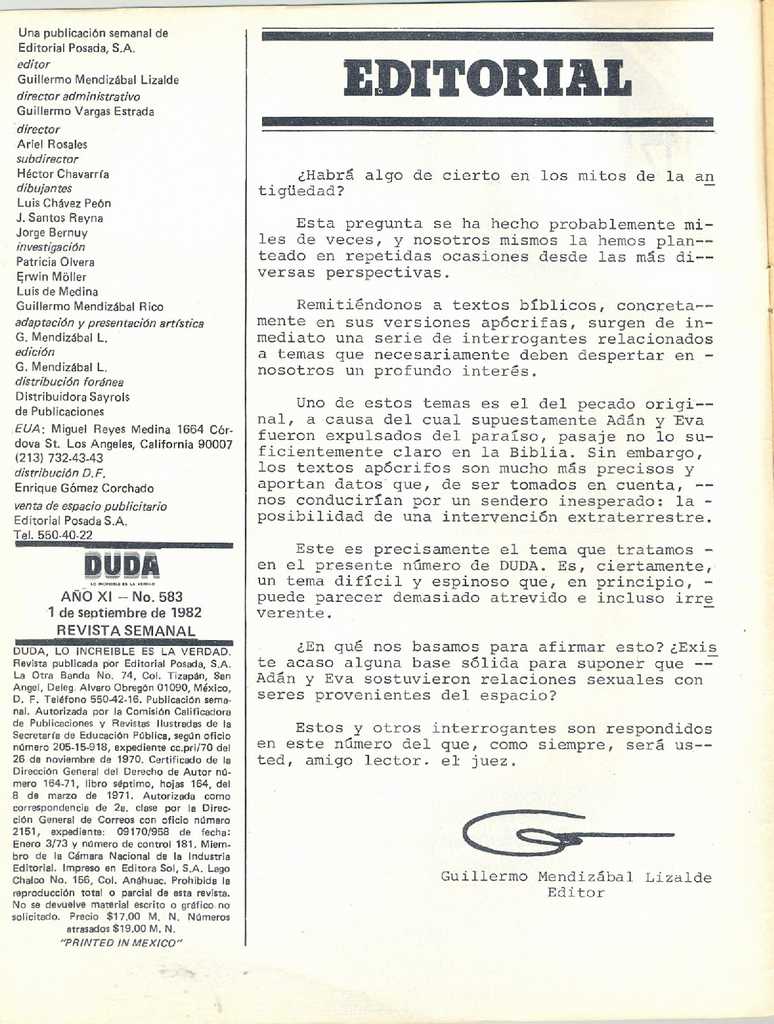 Una publicación semanal de
Editorial Posada, S.A.
editor
Guillermo Mendizábal Lizalde
director administrativo
Guillermo Vargas Estrada
director
Ariel Rosales
subdirector
Héctor Chavarría
dibujantes
Luis Chávez Peón
J. Santos Reyna
Jorge Bernuy
investigación
Patricia Olvera
Erwin Möller
Luis de Medina
Guillermo Mendizábal Rico
adaptación y presentación artística
G. Mendizábal L.
edición
G. Mendizábal L.
distribución foránea
Distribuidora Sayrols
de Publicaciones
EUA: Miguel Reyes Medina 1664 Cór-
dova St. Los Angeles, California 90007
(213) 732-43-43
distribución D.F.
Enrique Gómez Corchado
venta de espacio publicitario
Editorial Posada S.A.
Tel. 550-40-22
DUDA
LO INCREIBLE ES LA VERDAD
AÑO XI — No. 583
1 de septiembre de 1982
REVISTA SEMANAL
DUDA, LO INCREIBLE ES LA VERDAD.
Revista publicada por Editorial Posada, S.A.
La Otra Banda No. 74, Col. Tizapán, San
Angel, Deleg. Alvaro Obregón 01090, México,
D. F. Teléfono 550-42-16. Publicación sema-
nal. Autorizada por la Comisión Calificadora
de Publicaciones y Revistas Ilustradas de la
Secretaría de Educación Pública, según oficio
número 205-15-918, expediente cc.pri/70 del
26 de noviembre de 1970. Certificado de la
Dirección General del Derecho de Autor nú-
mero 164-71, libro séptimo, hojas 164, del
8 de marzo de 1971. Autorizada como
correspondencia de 2a. clase por la Direc-
ción General de Correos con oficio número
2151, expediente: 09170/958 de fecha:
Enero 3/73 y número de control 181. Miem-
bro de la Cámara Nacional de la Industria
Editorial. Impreso en Editora Sol, S.A. Lago
Chalco No. 156, Col. Anáhuac. Prohibida la
reproducción total o parcial de esta revista.
No se devuelve material escrito o gráfico no
solicitado. Precio $17.00 M. N. Números
atrasados $19.00 M. N.
"PRINTED IN MEXICO"
EDITORIAL
¿Habrá algo de cierto en los mitos de la an
tigüedad?
Esta pregunta se ha hecho probablemente mi-
les de veces, y nosotros mismos la hemos plan--
teado en repetidas ocasiones desde las más di--
versas perspectivas.
Remitiéndonos a textos bíblicos, concreta--
mente en sus versiones apócrifas, surgen de in-
mediato una serie de interrogantes relacionados
a temas que necesariamente deben despertar en -
nosotros un profundo interés.
Uno de estos temas es el del pecado origi--
nal, a causa del cual supuestamente Adán y Eva
fueron expulsados del paraíso, pasaje no lo su-
ficientemente claro en la Biblia. Sin embargo,
los textos apócrifos son mucho más precisos y
aportan datos que, de ser tomados en cuenta, --
nos conducirían por un sendero inesperado: la -
posibilidad de una intervención extraterrestre.
Este es precisamente el tema que tratamos -
en el presente número de DUDA. Es, ciertamente,
un tema difícil y espinoso que, en principio, -
puede parecer demasiado atrevido e incluso irre
verente.
¿En qué nos basamos para afirmar esto? ¿Exis
te acaso alguna base sólida para suponer que --
Adán y Eva sostuvieron relaciones sexuales con
seres provenientes del espacio?
Estos y otros interrogantes son respondidos
en este número del que, como siempre, será us--
ted, amigo lector. el juez.
Guillermo Mendizábal Lizalde
Editor